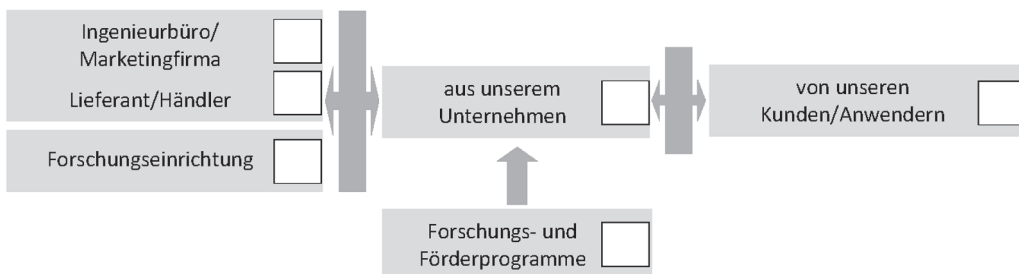 Ingenieurbüro/
Marketingfirma
Lieferant/Händler
Forschungseinrichtung
aus unserem
Unternehmen
von unseren
Kunden/Anwendern
Forschungs- und
Förderprogramme